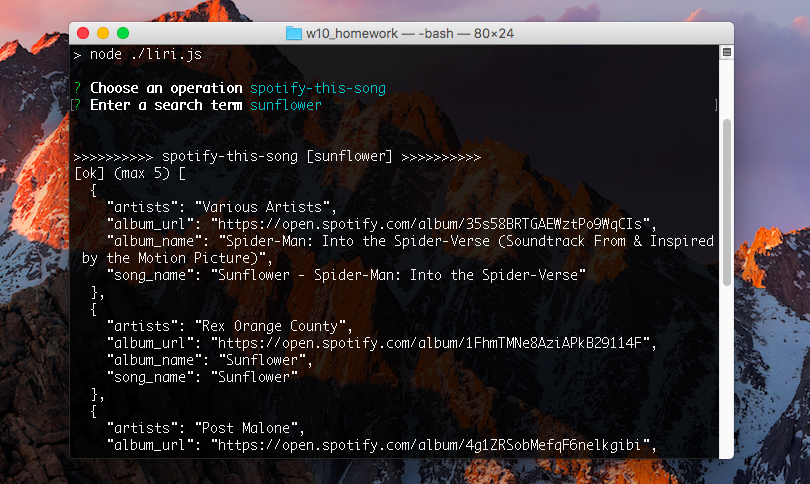 w10_homework — -bash — 80×24
> node ./liri.js
? Choose an operation spotify-this-song
[? Enter a search term sunflower ]
>>>>>>>>>> spotify-this-song [sunflower] >>>>>>>>>>
[ok] (max 5) [
{
"artists": "Various Artists",
"album_url": "https://open.spotify.com/album/35s58BRTGAEWztPo9WqCIs",
"album_name": "Spider-Man: Into the Spider-Verse (Soundtrack From & Inspired
by the Motion Picture)",
"song_name": "Sunflower - Spider-Man: Into the Spider-Verse"
},
{
"artists": "Rex Orange County",
"album_url": "https://open.spotify.com/album/1FhmTMNe8AziAPkB29114F",
"album_name": "Sunflower",
"song_name": "Sunflower"
},
{
"artists": "Post Malone",
"album_url": "https://open.spotify.com/album/4g1ZRSobMefqF6nelkgibi",